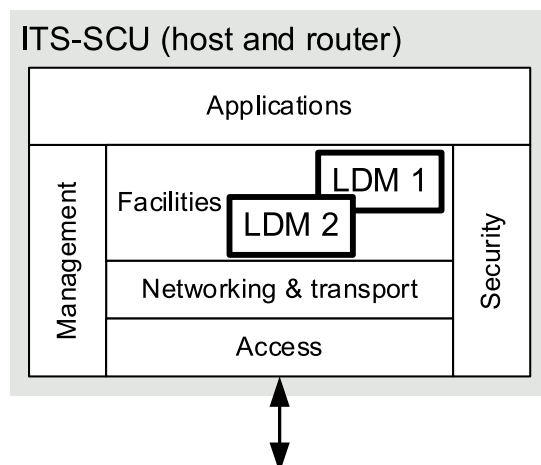 ITS-SCU (host and router)
Applications
Management
Facilities
LDM 1
LDM 2
Security
Networking & transport
Access